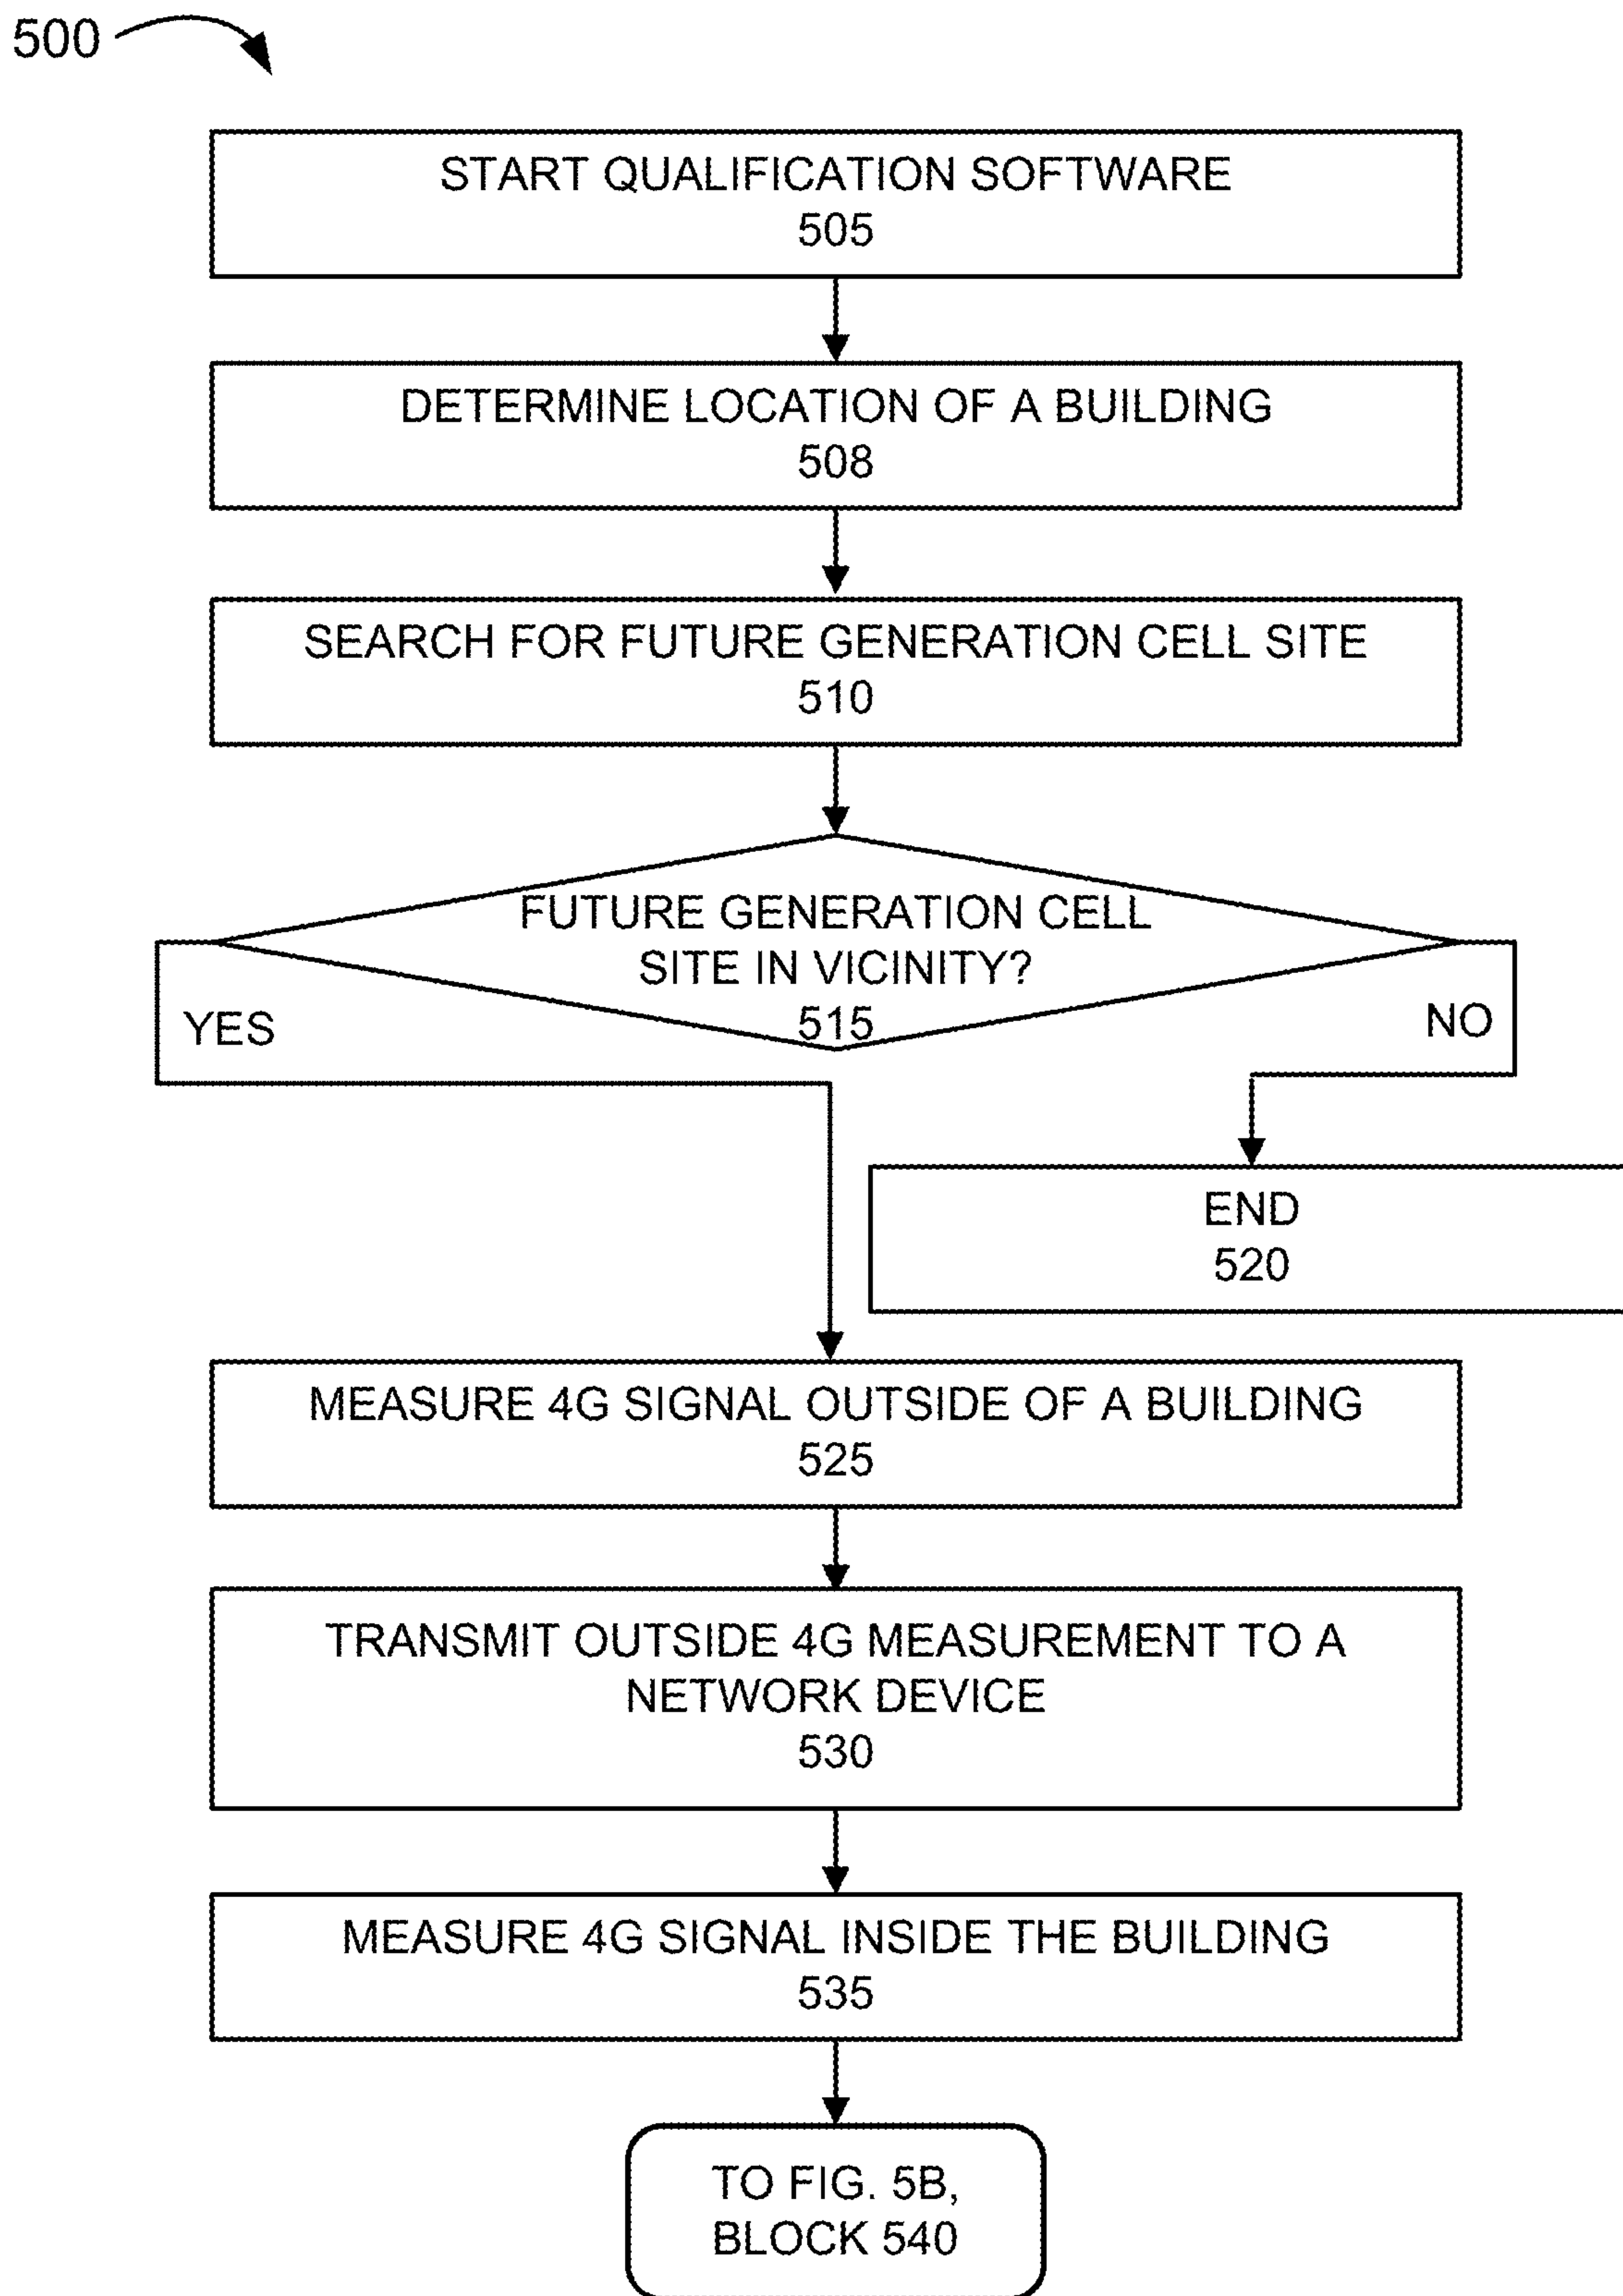 500
START QUALIFICATION SOFTWARE
505
DETERMINE LOCATION OF A BUILDING
508
SEARCH FOR FUTURE GENERATION CELL SITE
510
FUTURE GENERATION CELL
SITE IN VICINITY?
515
YES
NO
END
520
MEASURE 4G SIGNAL OUTSIDE OF A BUILDING
525
TRANSMIT OUTSIDE 4G MEASUREMENT TO A
NETWORK DEVICE
530
MEASURE 4G SIGNAL INSIDE THE BUILDING
535
TO FIG. 5B,
BLOCK 540